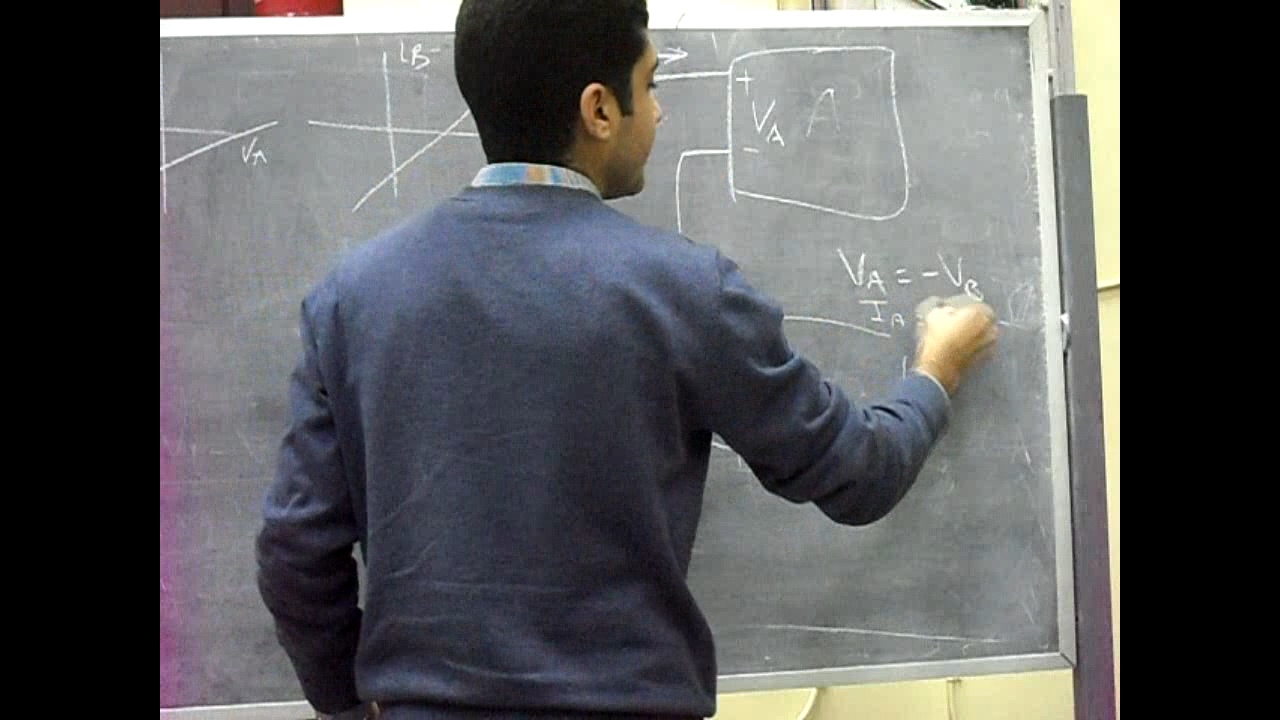 iB
VA
+
VA A
-
VA = -VB
IA